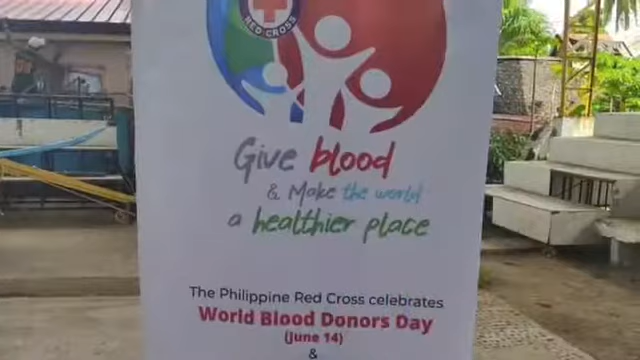 RED CROSS
Give blood
& Make the world
a healthier place
The Philippine Red Cross celebrates
World Blood Donors Day
(June 14)
&